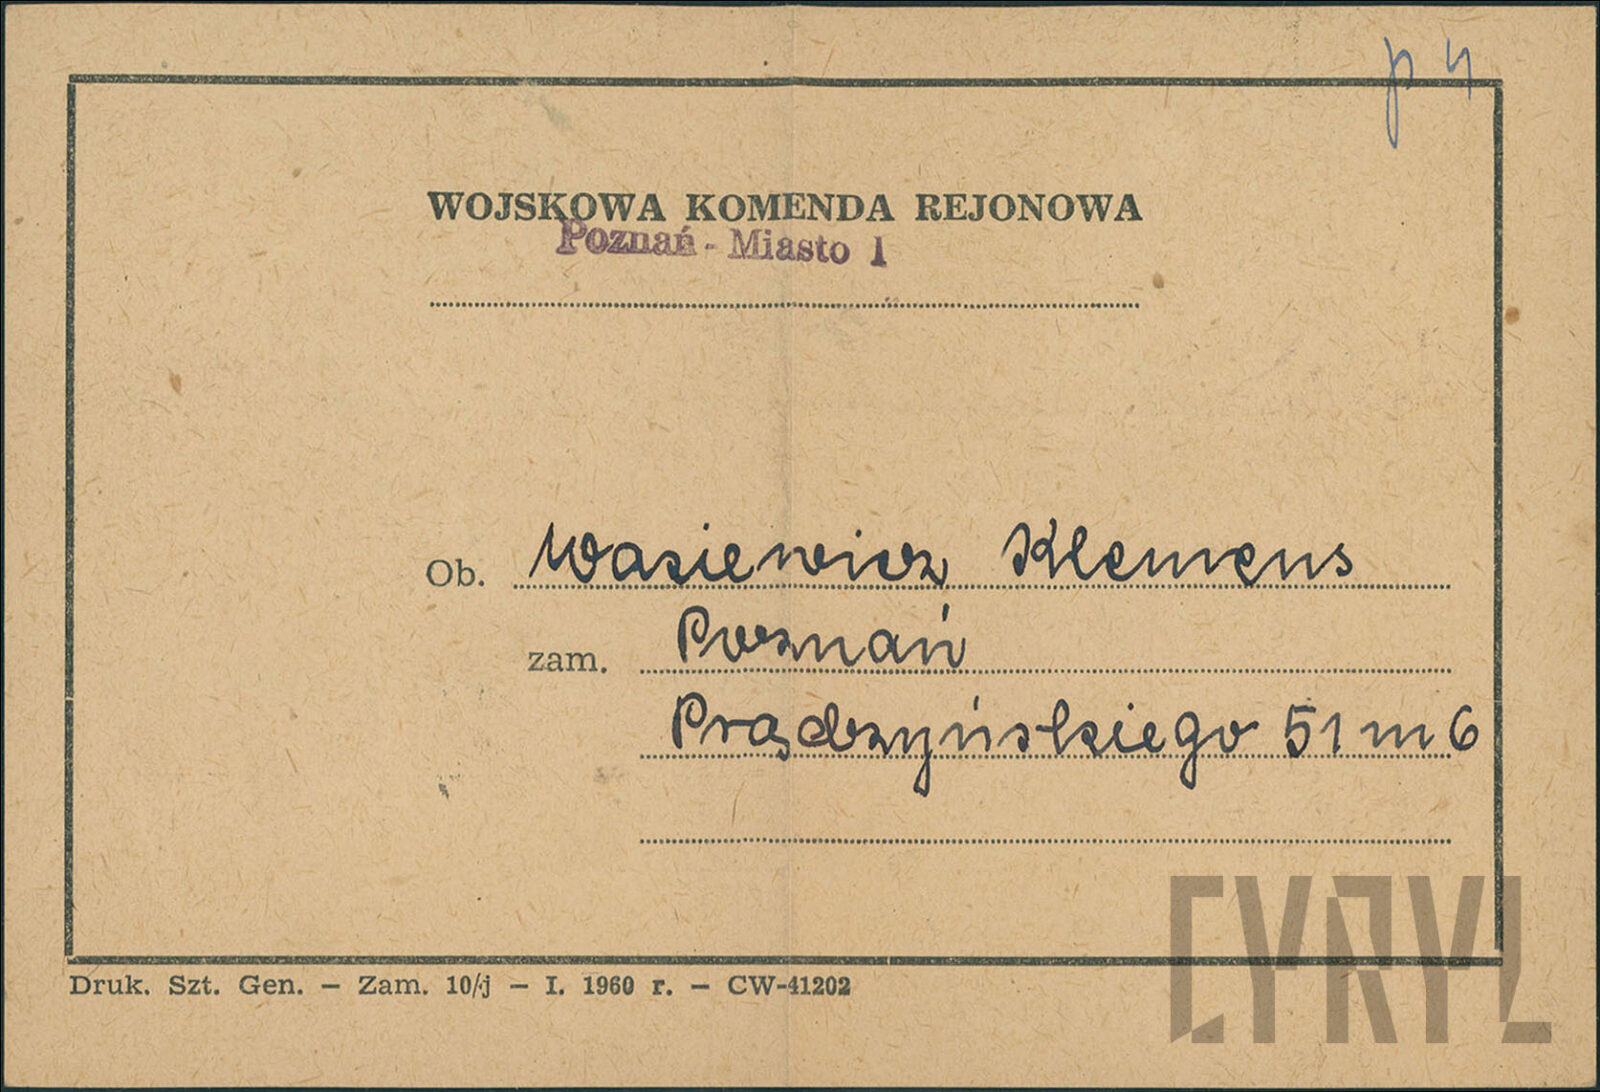 p 4
WOJSKOWA KOMENDA REJONOWA
Poznań - Miasto 1
Ob. Wasiewicz Klemens
zam. Poznań
Prądzyńskiego 51 m 6
CYRYL
Druk. Szt. Gen. — Zam. 10/j — I. 1960 r. — CW-41202